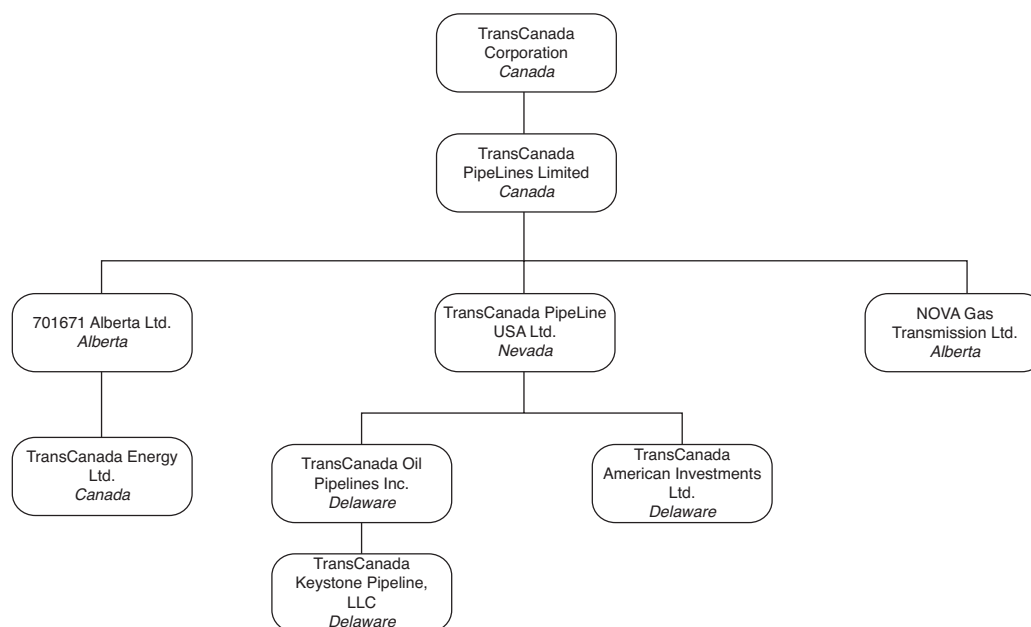 TransCanada
Corporation
Canada
TransCanada
PipeLines Limited
Canada
701671 Alberta Ltd.
Alberta
TransCanada PipeLine
USA Ltd.
Nevada
NOVA Gas
Transmission Ltd.
Alberta
TransCanada Energy
Ltd.
Canada
TransCanada Oil
Pipelines Inc.
Delaware
TransCanada
American Investments
Ltd.
Delaware
TransCanada
Keystone Pipeline,
LLC
Delaware